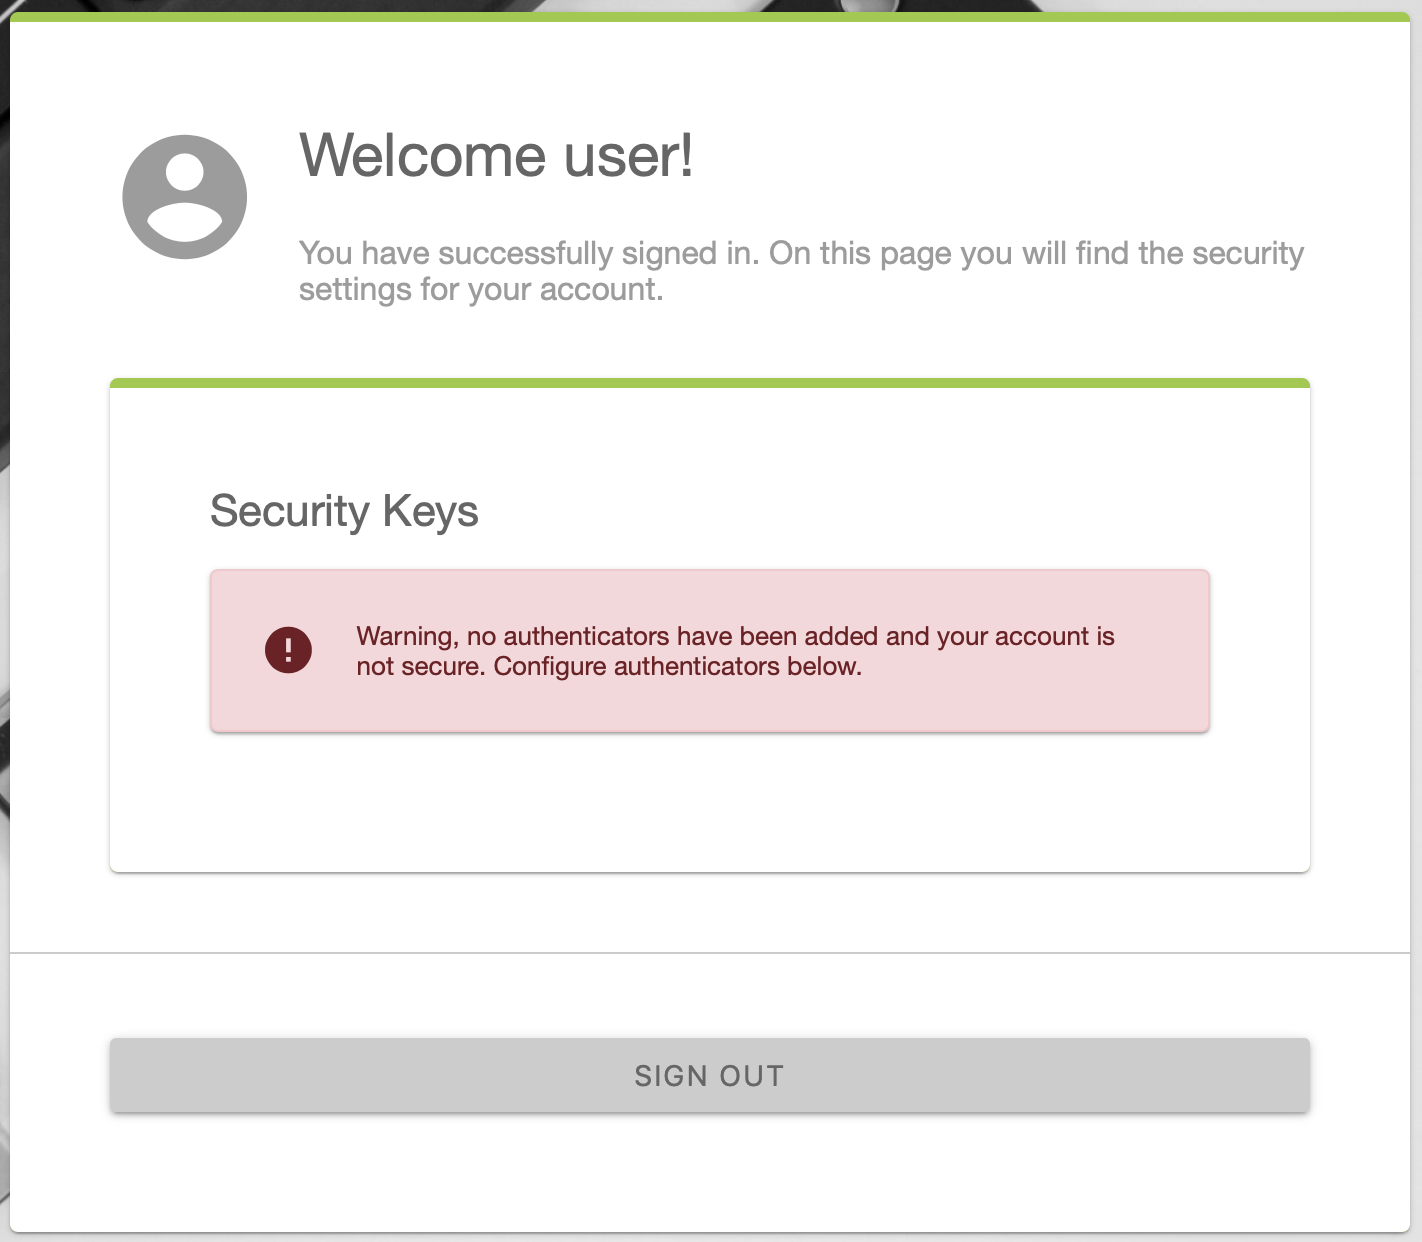 Welcome user!
You have successfully signed in. On this page you will find the security
settings for your account.
Security Keys
Warning, no authenticators have been added and your account is
not secure. Configure authenticators below.
SIGN OUT